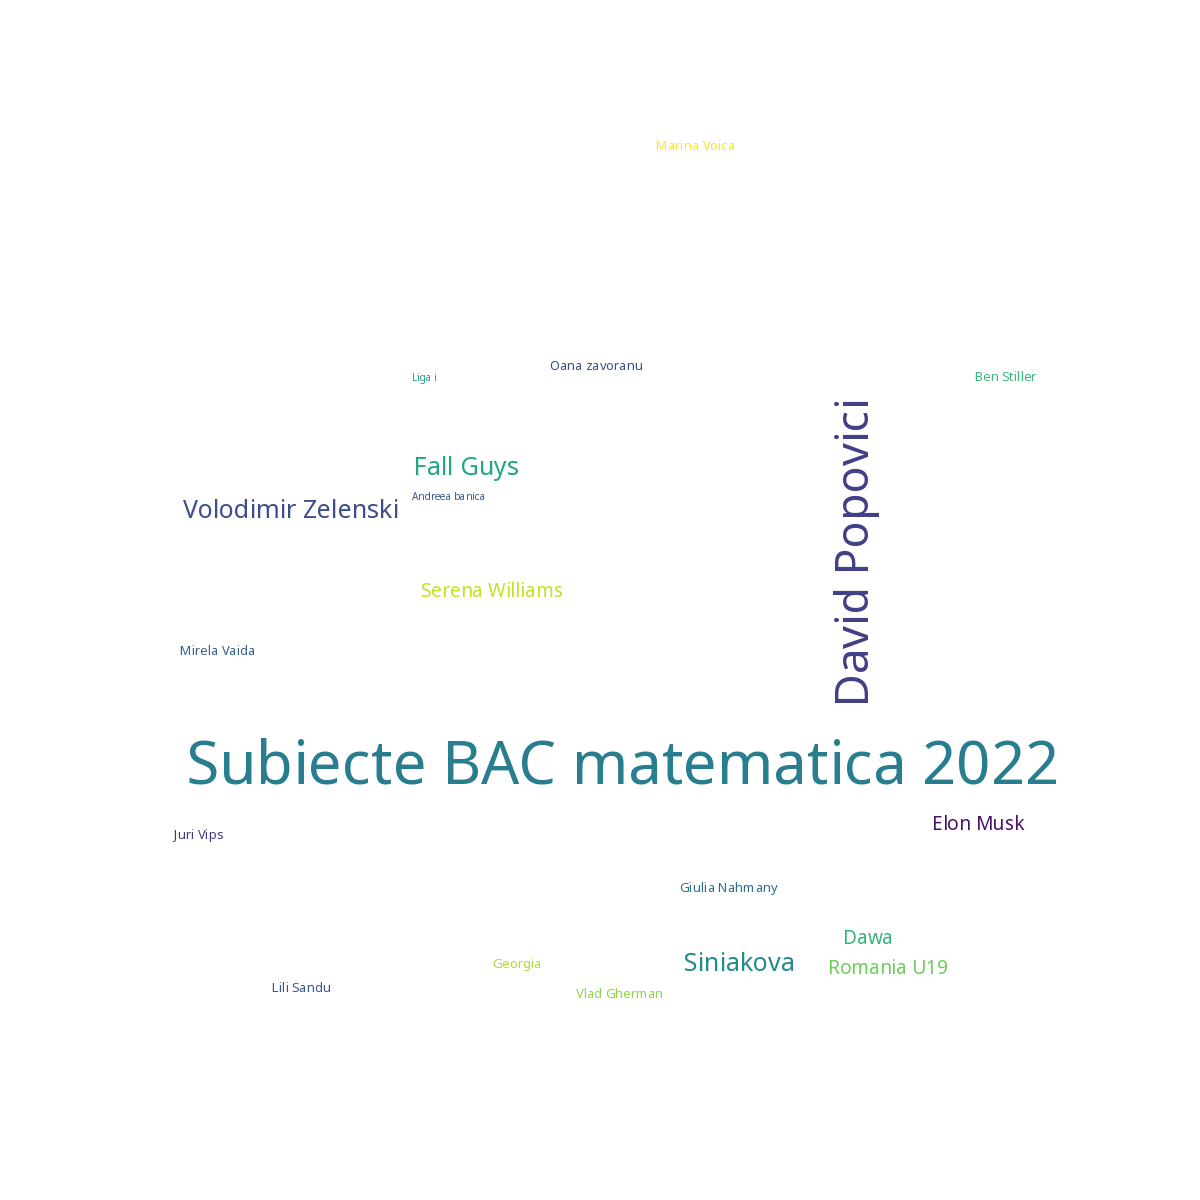 Marina Voica
Oana zavoranu
Liga i
Ben Stiller
David Popovici
Fall Guys
Andreea banica
Volodimir Zelenski
Serena Williams
Mirela Vaida
Subiecte BAC matematica 2022
Elon Musk
Juri Vips
Giulia Nahmany
Dawa
Siniakova
Georgia
Romania U19
Lili Sandu
Vlad Gherman